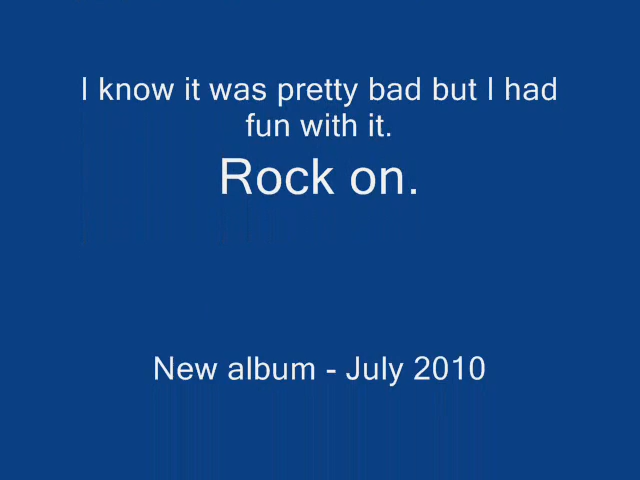 I know it was pretty bad but I had
fun with it.
Rock on.
New album - July 2010